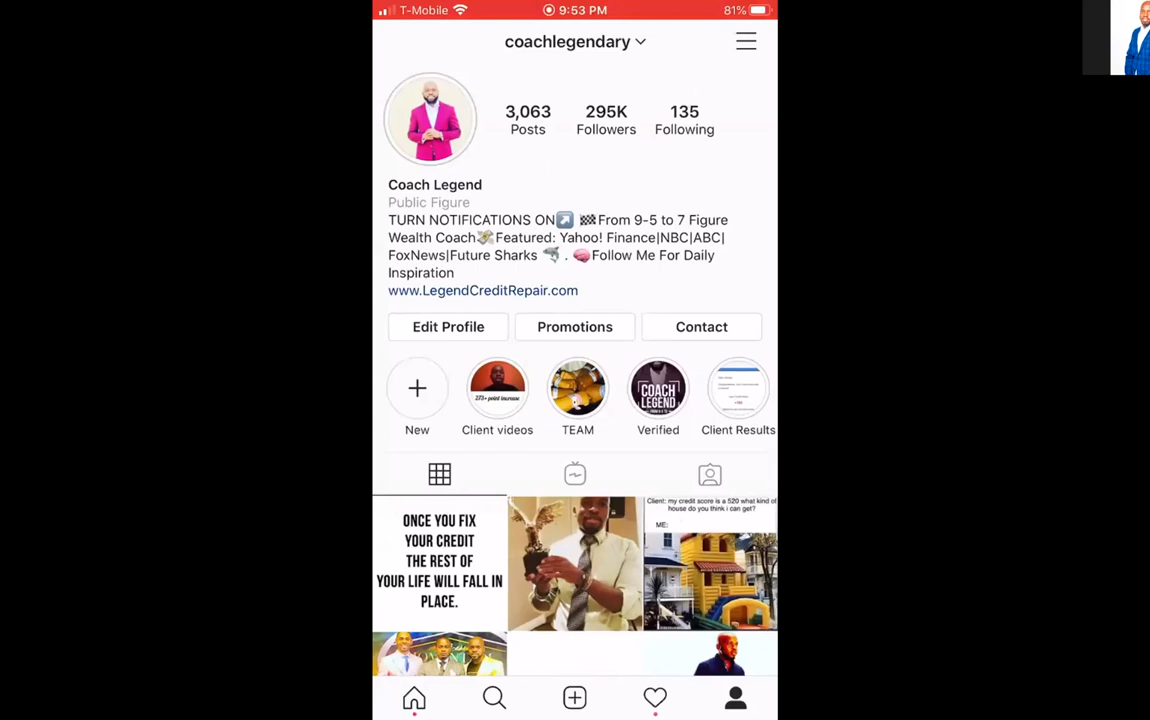 T-Mobile 9:53 PM 81%
coachlegendary
3,063 295K 135
Posts Followers Following
Coach Legend
Public Figure
TURN NOTIFICATIONS ON↗️ 🏁From 9-5 to 7 Figure
Wealth Coach💸Featured: Yahoo! Finance|NBC|ABC|
FoxNews|Future Sharks 🦈 . 🧠Follow Me For Daily
Inspiration
www.LegendCreditRepair.com
Edit Profile Promotions Contact
273+ point increase
COACH
LEGEND
New Client videos TEAM Verified Client Results
Client: my credit score is a 520 what kind of
house do you think i can get?
ME:
ONCE YOU FIX
YOUR CREDIT
THE REST OF
YOUR LIFE WILL FALL IN
PLACE.